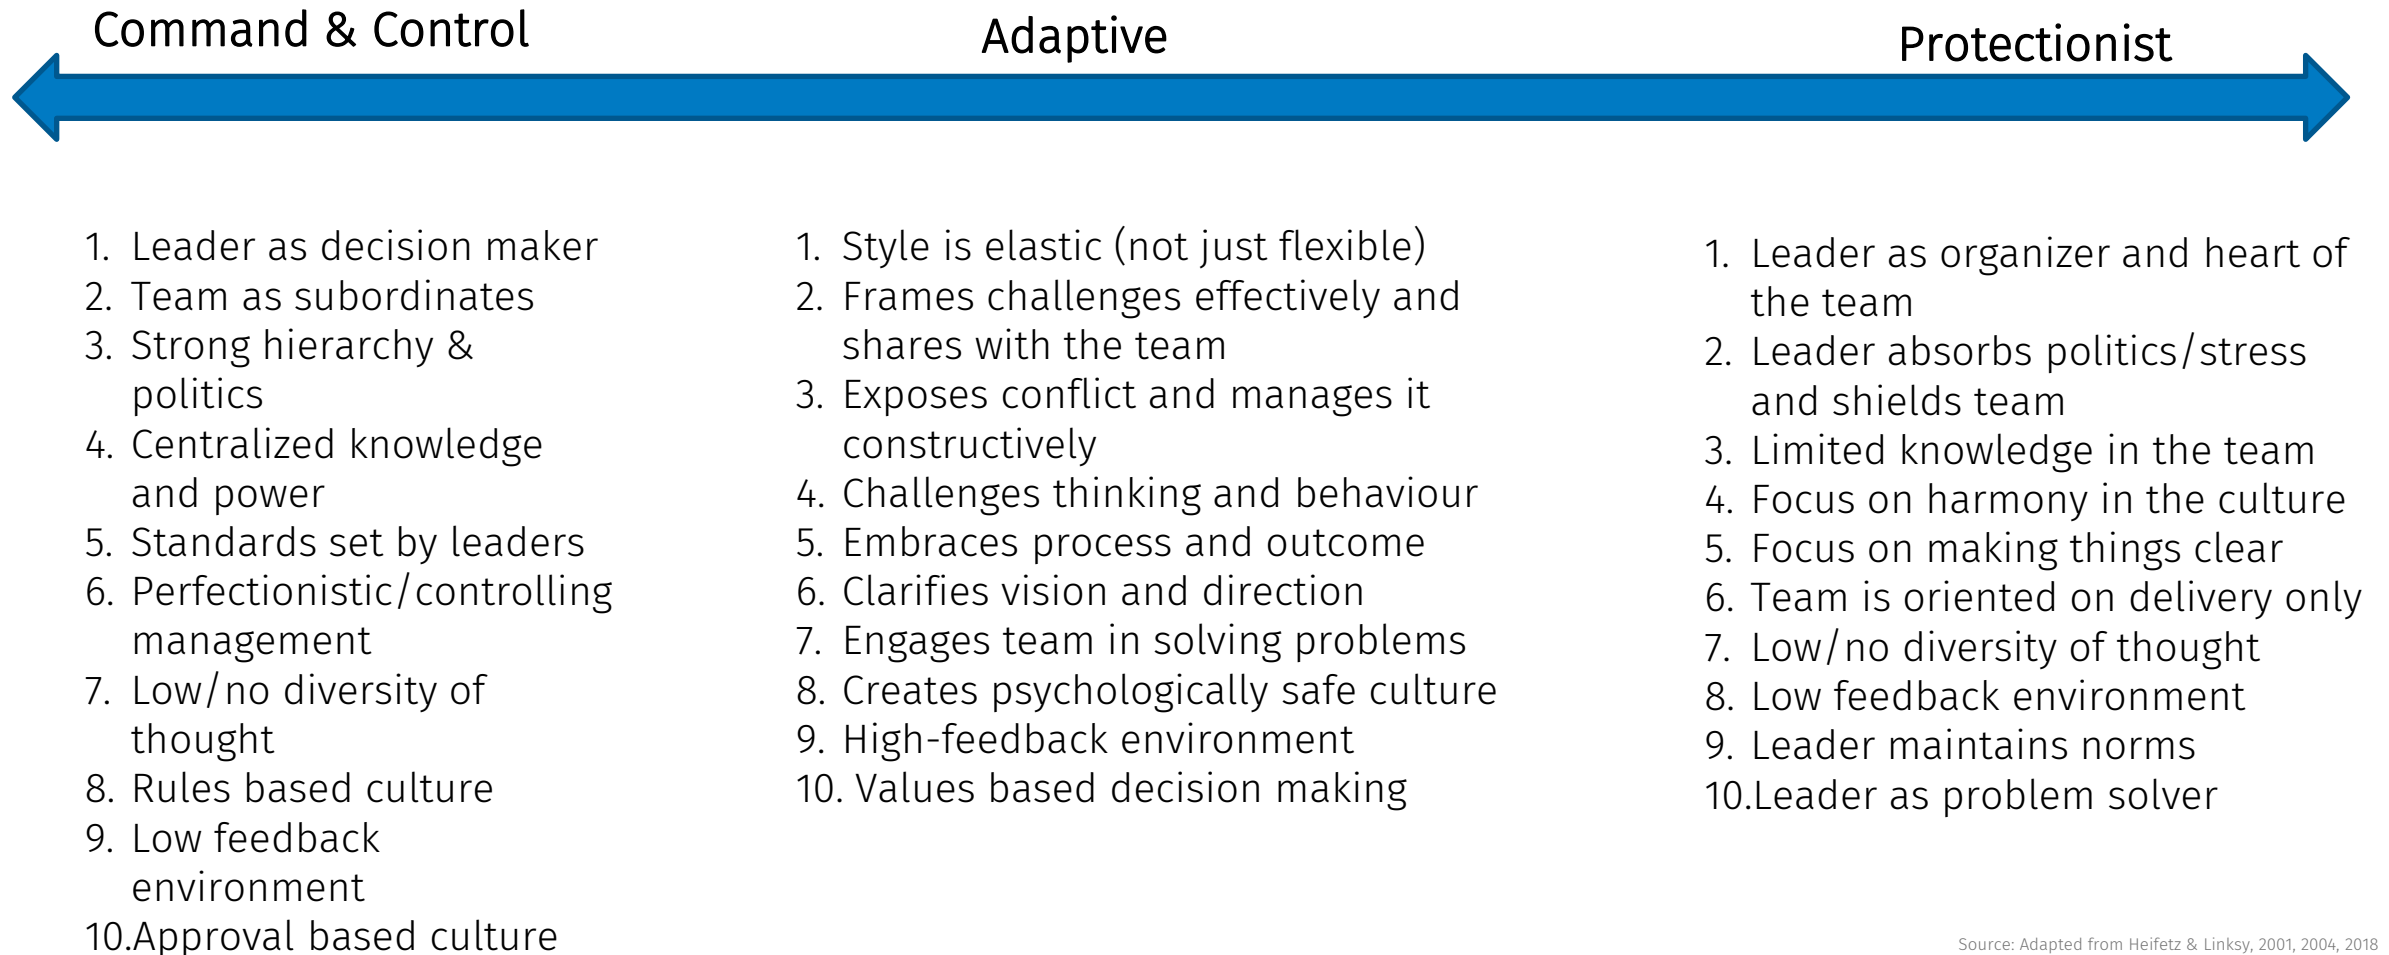 Command & Control
Adaptive
Protectionist
1. Leader as decision maker
2. Team as subordinates
3. Strong hierarchy &
politics
4. Centralized knowledge
and power
5. Standards set by leaders
6. Perfectionistic/controlling
management
7. Low/no diversity of
thought
8. Rules based culture
9. Low feedback
environment
10.Approval based culture
1. Style is elastic (not just flexible)
2. Frames challenges effectively and
shares with the team
3. Exposes conflict and manages it
constructively
4. Challenges thinking and behaviour
5. Embraces process and outcome
6. Clarifies vision and direction
7. Engages team in solving problems
8. Creates psychologically safe culture
9. High-feedback environment
10. Values based decision making
1. Leader as organizer and heart of
the team
2. Leader absorbs politics/stress
and shields team
3. Limited knowledge in the team
4. Focus on harmony in the culture
5. Focus on making things clear
6. Team is oriented on delivery only
7. Low/no diversity of thought
8. Low feedback environment
9. Leader maintains norms
10.Leader as problem solver
Source: Adapted from Heifetz & Linksy, 2001, 2004, 2018